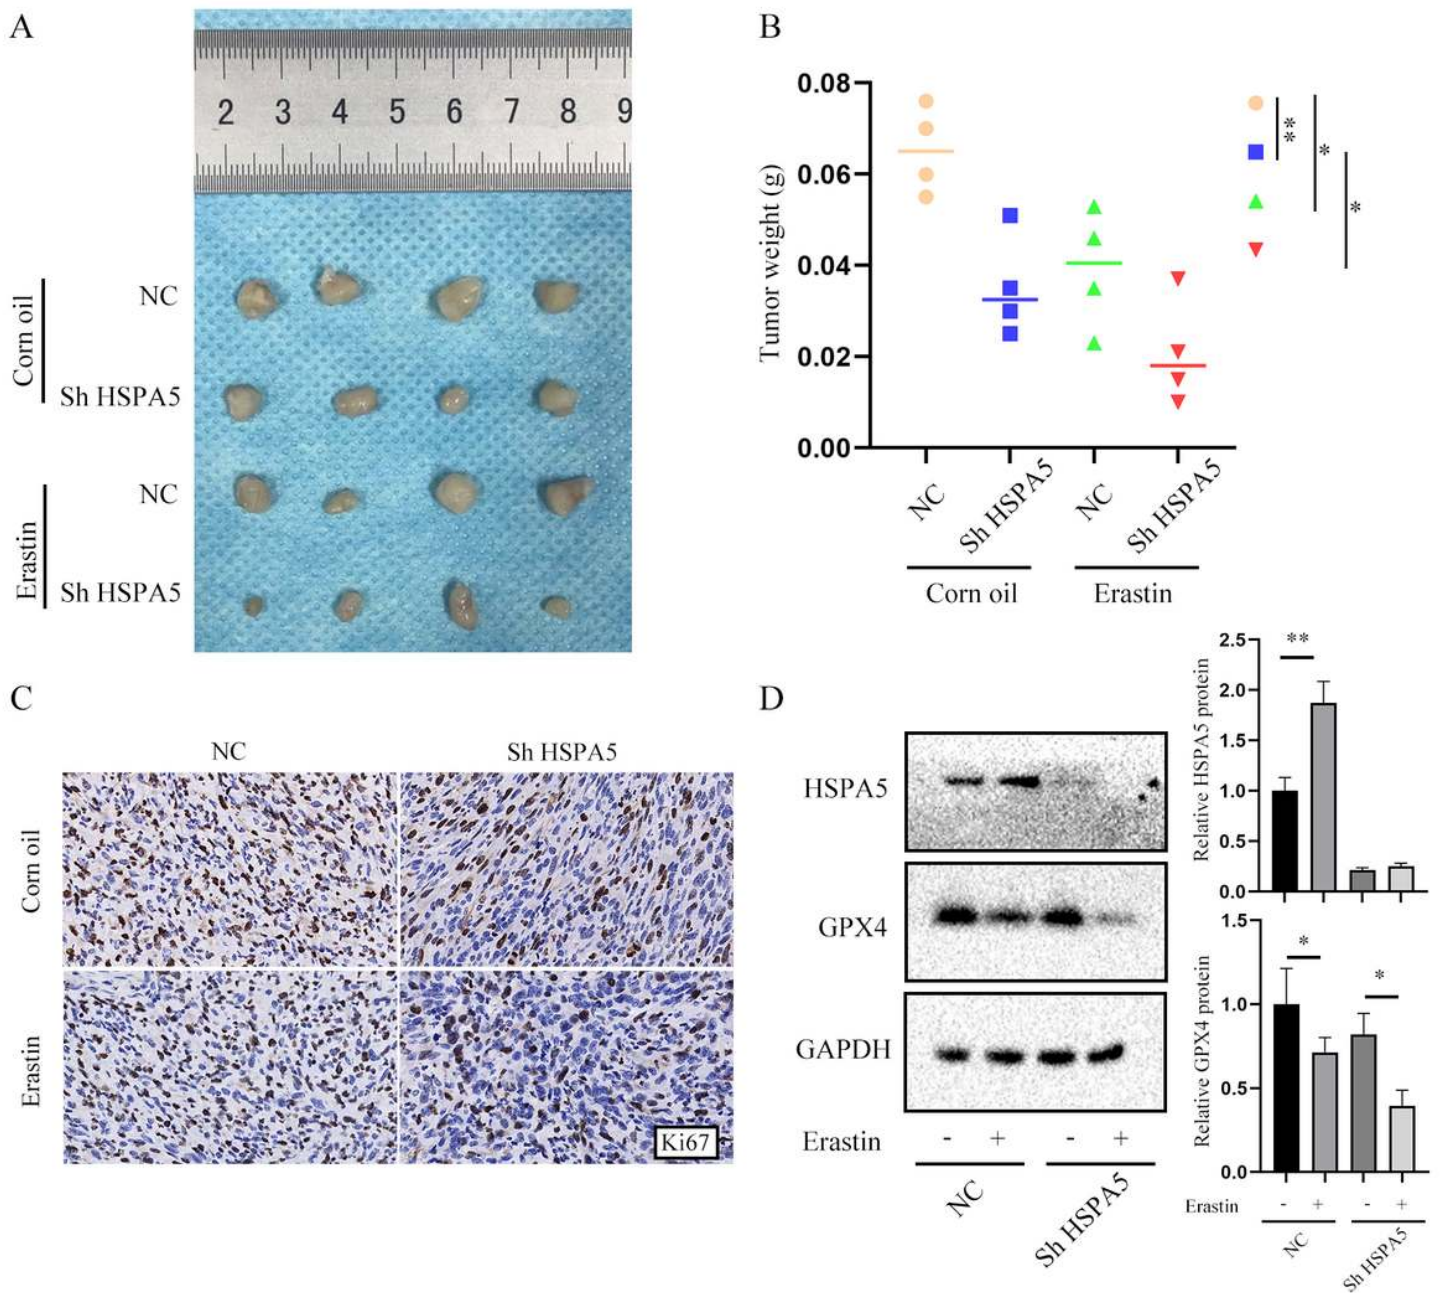 A
2 3 4 5 6 7 8 9
Corn oil
NC
Sh HSPA5
Erastin
NC
Sh HSPA5
B
Tumor weight (g)
0.08
0.06
0.04
0.02
0.00
NC
Sh HSPA5
NC
Sh HSPA5
Corn oil
Erastin
**
*
*
C
NC
Sh HSPA5
Corn oil
Erastin
Ki67
D
HSPA5
GPX4
GAPDH
Erastin - + - +
NC
Sh HSPA5
Relative HSPA5 protein
2.5
2.0
1.5
1.0
0.5
0.0
**
Relative GPX4 protein
1.5
1.0
0.5
0.0
*
*
Erastin - + - +
NC
Sh HSPA5